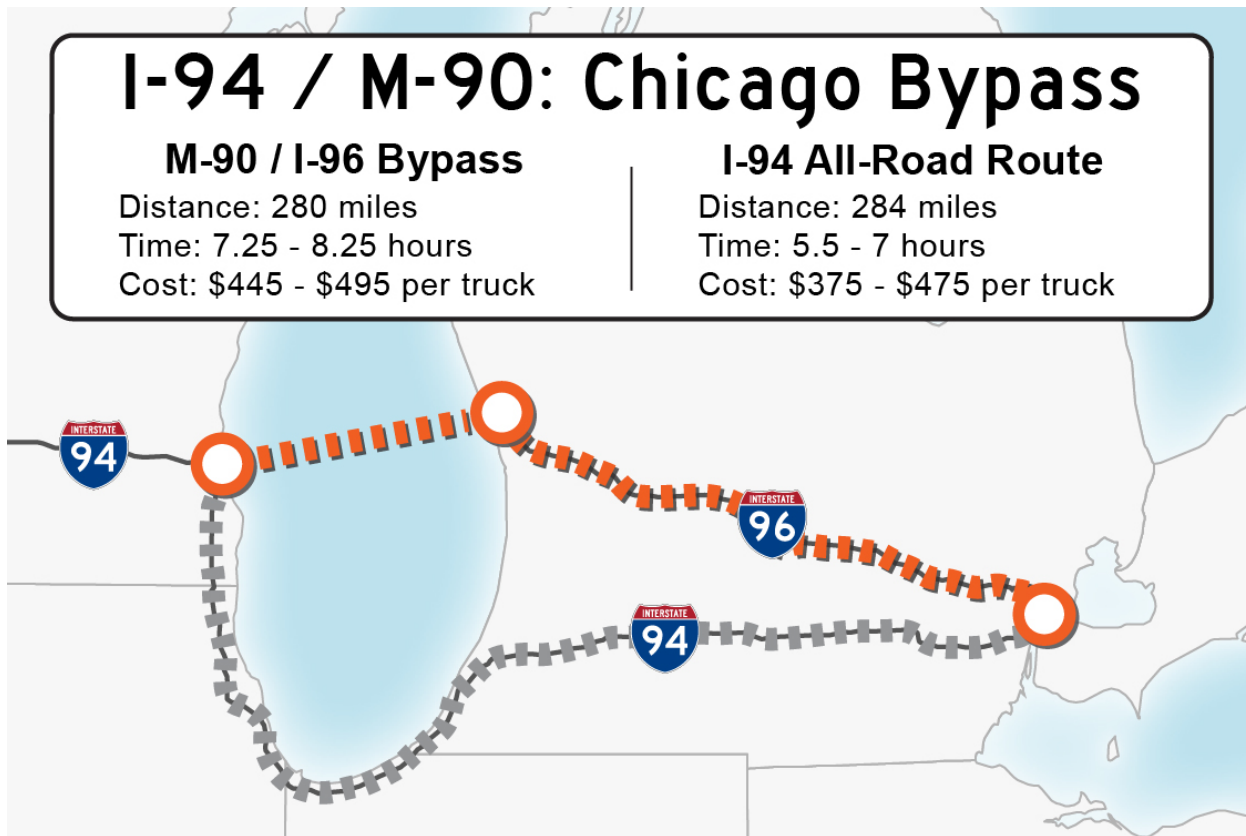 I-94 / M-90: Chicago Bypass
M-90 / I-96 Bypass
Distance: 280 miles
Time: 7.25 - 8.25 hours
Cost: $445 - $495 per truck
I-94 All-Road Route
Distance: 284 miles
Time: 5.5 - 7 hours
Cost: $375 - $475 per truck
INTERSTATE
94
INTERSTATE
96
INTERSTATE
94